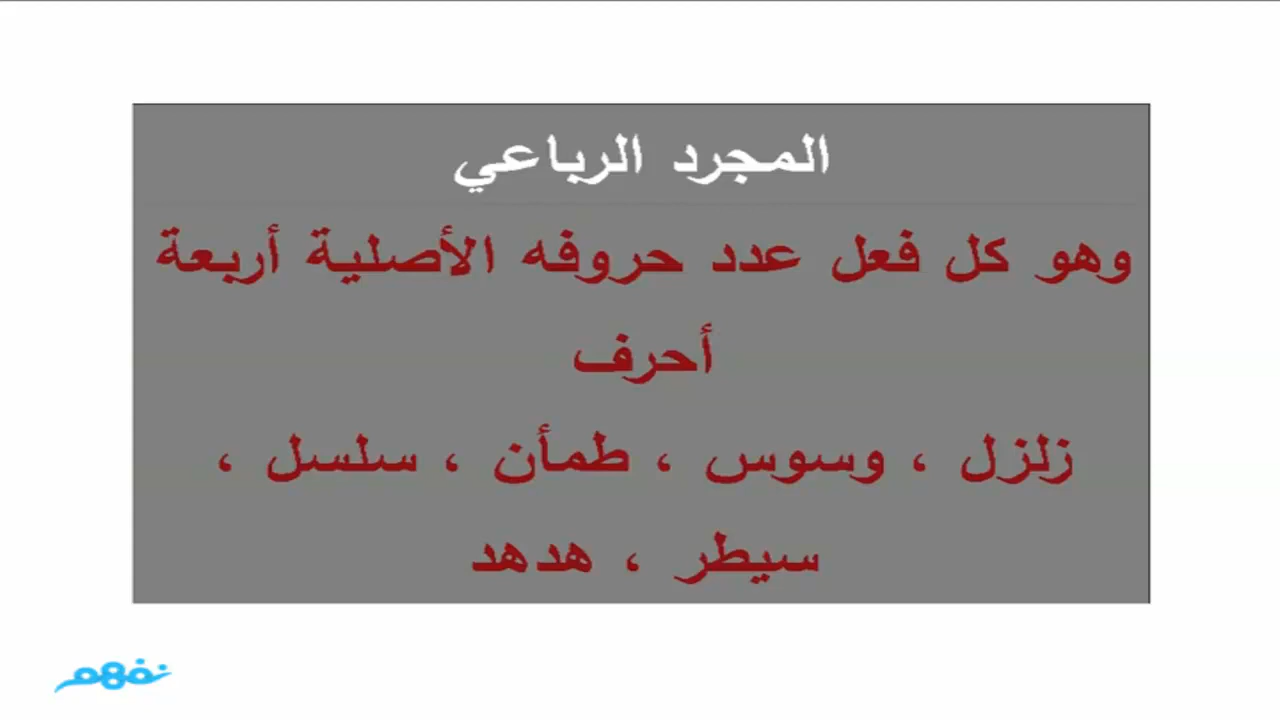 المجرد الرباعي
وهو كل فعل عدد حروفه الأصلية أربعة
أحرف
زلزل ، وسوس ، طمأن ، سلسل ،
سيطر ، هدهد
نفهم